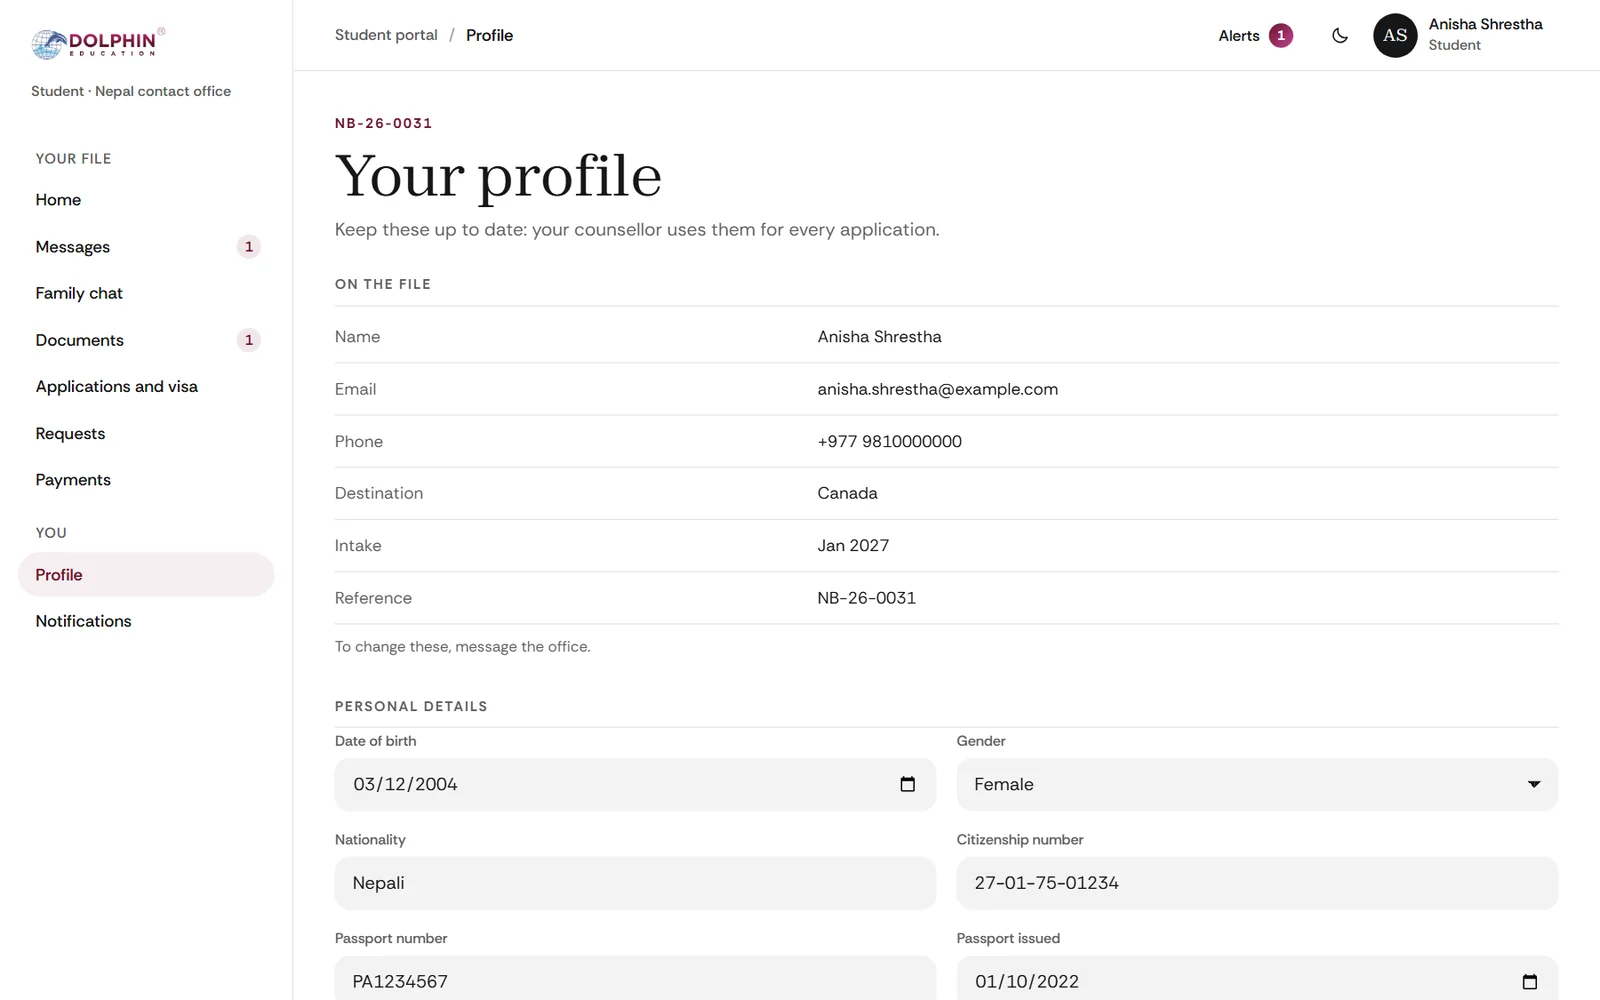 DOLPHIN®
EDUCATION
Student · Nepal contact office
YOUR FILE
Home
Messages 1
Family chat
Documents 1
Applications and visa
Requests
Payments
YOU
Profile
Notifications
Student portal / Profile
Alerts 1
AS
Anisha Shrestha
Student
NB-26-0031
Your profile
Keep these up to date: your counsellor uses them for every application.
ON THE FILE
Name Anisha Shrestha
Email anisha.shrestha@example.com
Phone +977 9810000000
Destination Canada
Intake Jan 2027
Reference NB-26-0031
To change these, message the office.
PERSONAL DETAILS
Date of birth Gender
03/12/2004 Female
Nationality Citizenship number
Nepali 27-01-75-01234
Passport number Passport issued
PA1234567 01/10/2022